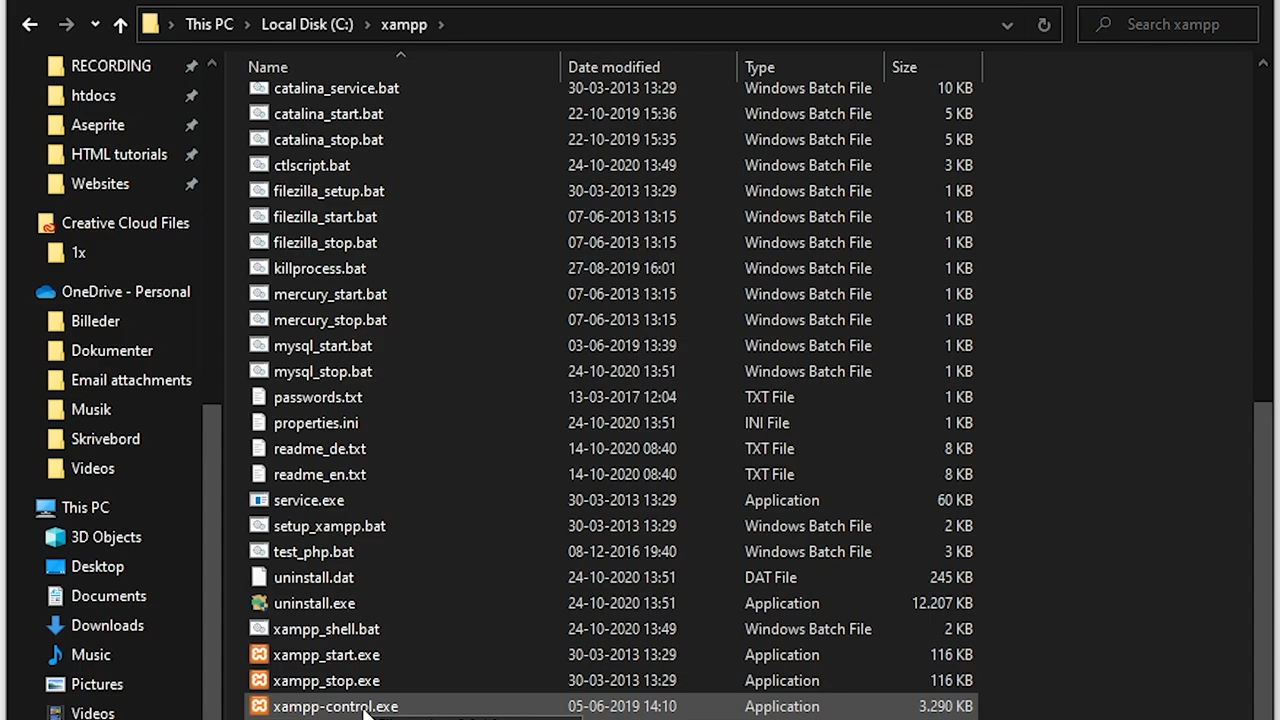 This PC > Local Disk (C:) > xampp >
Search xampp
RECORDING
htdocs
Aseprite
HTML tutorials
Websites
Creative Cloud Files
1x
OneDrive - Personal
Billeder
Dokumenter
Email attachments
Musik
Skrivebord
Videos
This PC
3D Objects
Desktop
Documents
Downloads
Music
Pictures
Videos
Name Date modified Type Size
catalina_service.bat 30-03-2013 13:29 Windows Batch File 10 KB
catalina_start.bat 22-10-2019 15:36 Windows Batch File 5 KB
catalina_stop.bat 22-10-2019 15:35 Windows Batch File 5 KB
ctlscript.bat 24-10-2020 13:49 Windows Batch File 3 KB
filezilla_setup.bat 30-03-2013 13:29 Windows Batch File 1 KB
filezilla_start.bat 07-06-2013 13:15 Windows Batch File 1 KB
filezilla_stop.bat 07-06-2013 13:15 Windows Batch File 1 KB
killprocess.bat 27-08-2019 16:01 Windows Batch File 1 KB
mercury_start.bat 07-06-2013 13:15 Windows Batch File 1 KB
mercury_stop.bat 07-06-2013 13:15 Windows Batch File 1 KB
mysql_start.bat 03-06-2019 13:39 Windows Batch File 1 KB
mysql_stop.bat 24-10-2020 13:51 Windows Batch File 1 KB
passwords.txt 13-03-2017 12:04 TXT File 1 KB
properties.ini 24-10-2020 13:51 INI File 1 KB
readme_de.txt 14-10-2020 08:40 TXT File 8 KB
readme_en.txt 14-10-2020 08:40 TXT File 8 KB
service.exe 30-03-2013 13:29 Application 60 KB
setup_xampp.bat 30-03-2013 13:29 Windows Batch File 2 KB
test_php.bat 08-12-2016 19:40 Windows Batch File 3 KB
uninstall.dat 24-10-2020 13:51 DAT File 245 KB
uninstall.exe 24-10-2020 13:51 Application 12.207 KB
xampp_shell.bat 24-10-2020 13:49 Windows Batch File 2 KB
xampp_start.exe 30-03-2013 13:29 Application 116 KB
xampp_stop.exe 30-03-2013 13:29 Application 116 KB
xampp-control.exe 05-06-2019 14:10 Application 3.290 KB